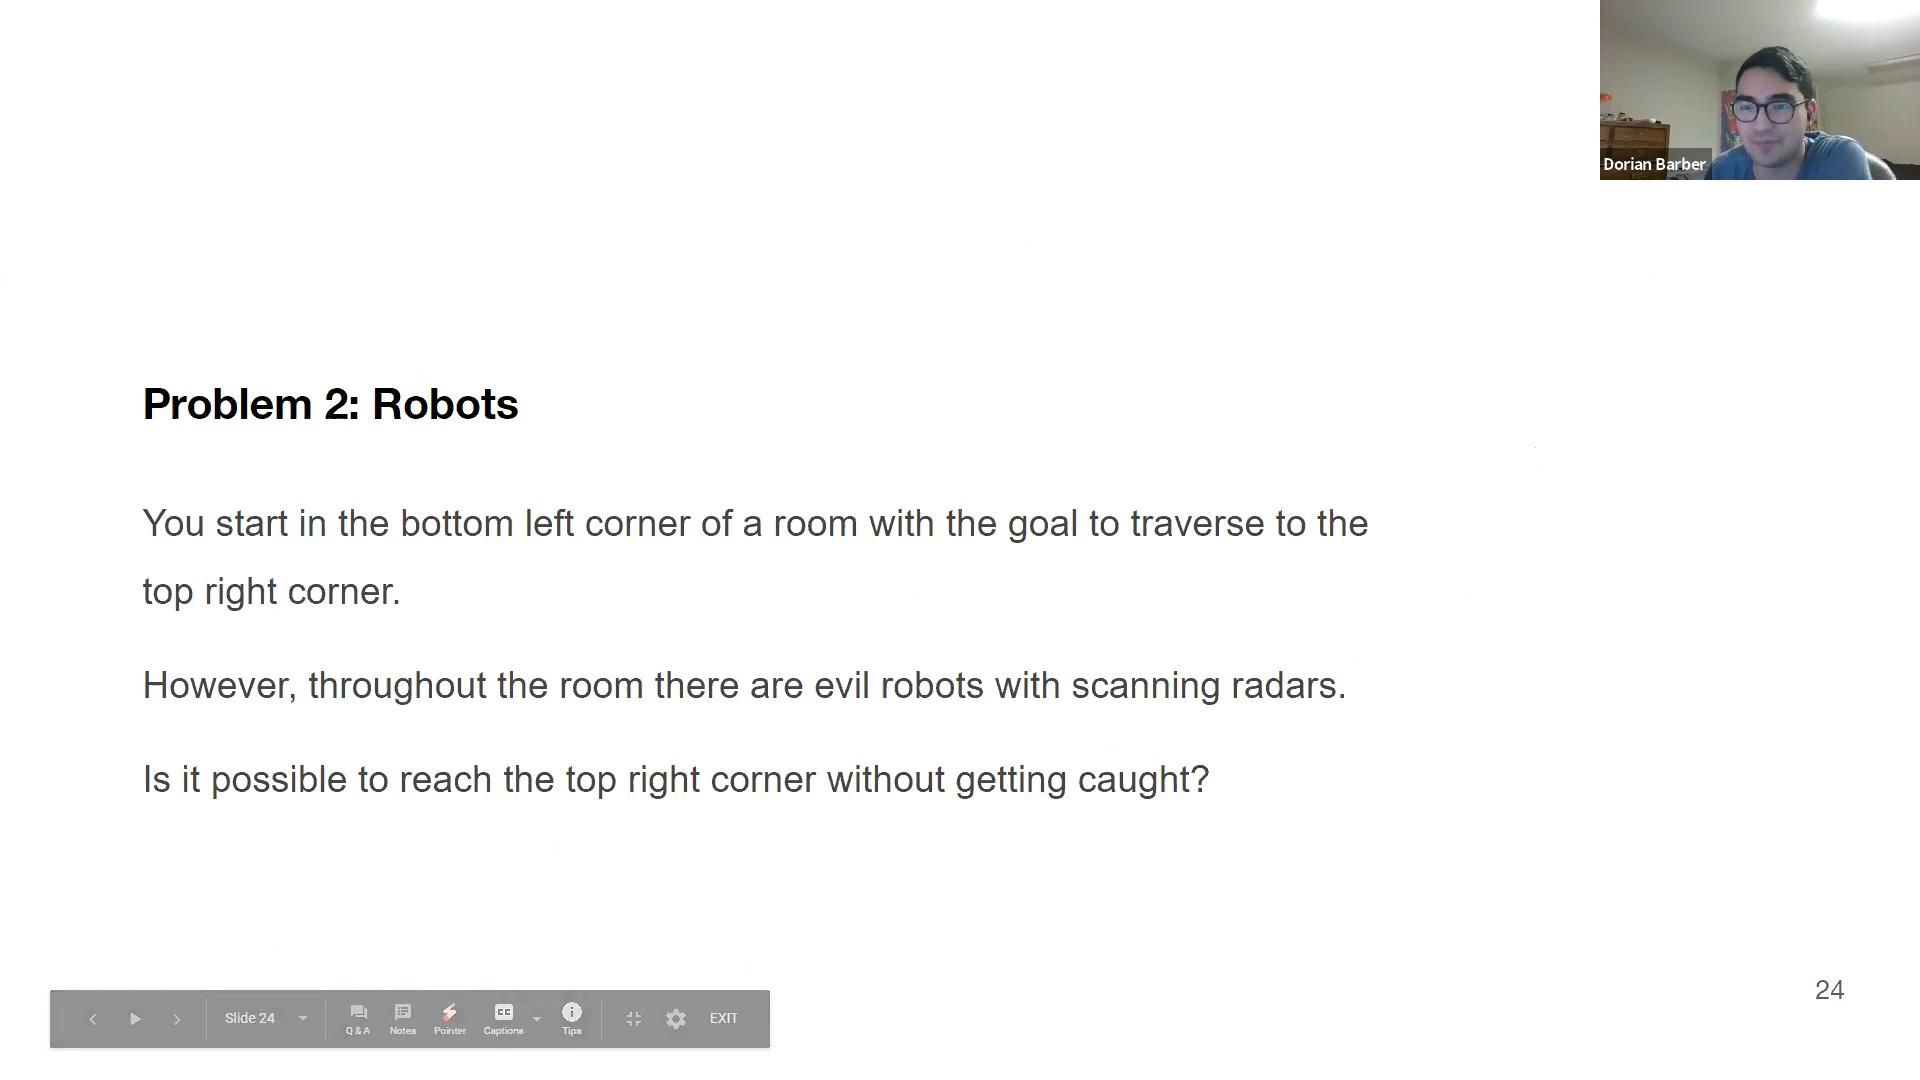 Dorian Barber
Problem 2: Robots
You start in the bottom left corner of a room with the goal to traverse to the
top right corner.
However, throughout the room there are evil robots with scanning radars.
Is it possible to reach the top right corner without getting caught?
24
Slide 24
Q & A
Notes
Pointer
CC
Captions
Tips
EXIT